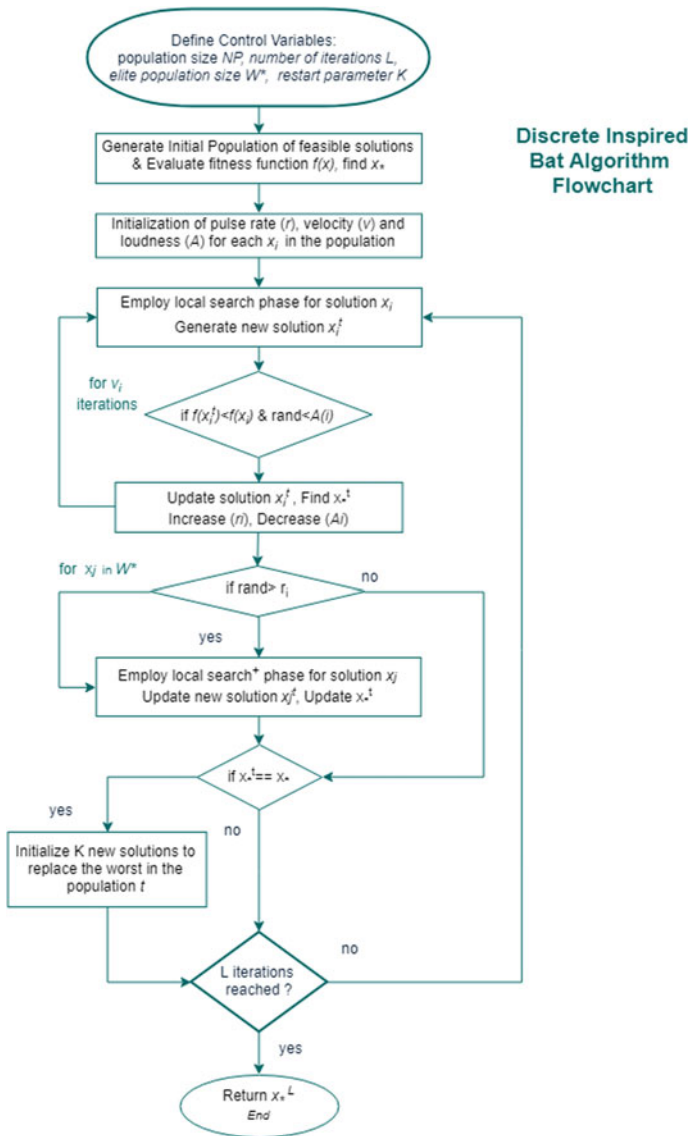 Define Control Variables:
population size NP, number of iterations L,
elite population size W*, restart parameter K
Discrete Inspired
Bat Algorithm
Flowchart
Generate Initial Population of feasible solutions
& Evaluate fitness function f(x), find x*
Initialization of pulse rate (r), velocity (v) and
loudness (A) for each xᵢ in the population
Employ local search phase for solution xᵢ
Generate new solution xᵢᵗ
for vᵢ
iterations
if f(xᵢᵗ)<f(xᵢ) & rand<A(i)
Update solution xᵢᵗ, Find x*ᵗ
Increase (ri), Decrease (Ai)
for xⱼ in W*
if rand> rᵢ
no
yes
Employ local search⁺ phase for solution xⱼ
Update new solution xⱼᵗ, Update x*ᵗ
if x*ᵗ== x*
yes
no
Initialize K new solutions to
replace the worst in the
population t
L iterations
reached ?
no
yes
Return x*ᴸ
End